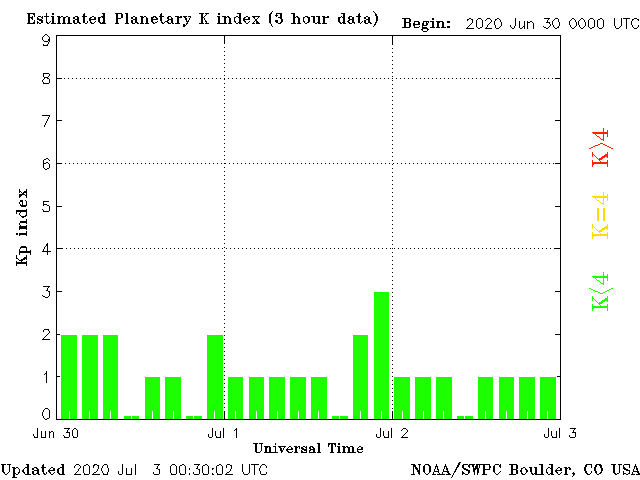 Estimated Planetary K index (3 hour data) Begin: 2020 Jun 30 0000 UTC
9
8
7
6
5
4
3
2
1
0
Kp index
K>4
K=4
K<4
Jun 30 Jul 1 Jul 2 Jul 3
Universal Time
Updated 2020 Jul 3 00:30:02 UTC NOAA/SWPC Boulder, CO USA